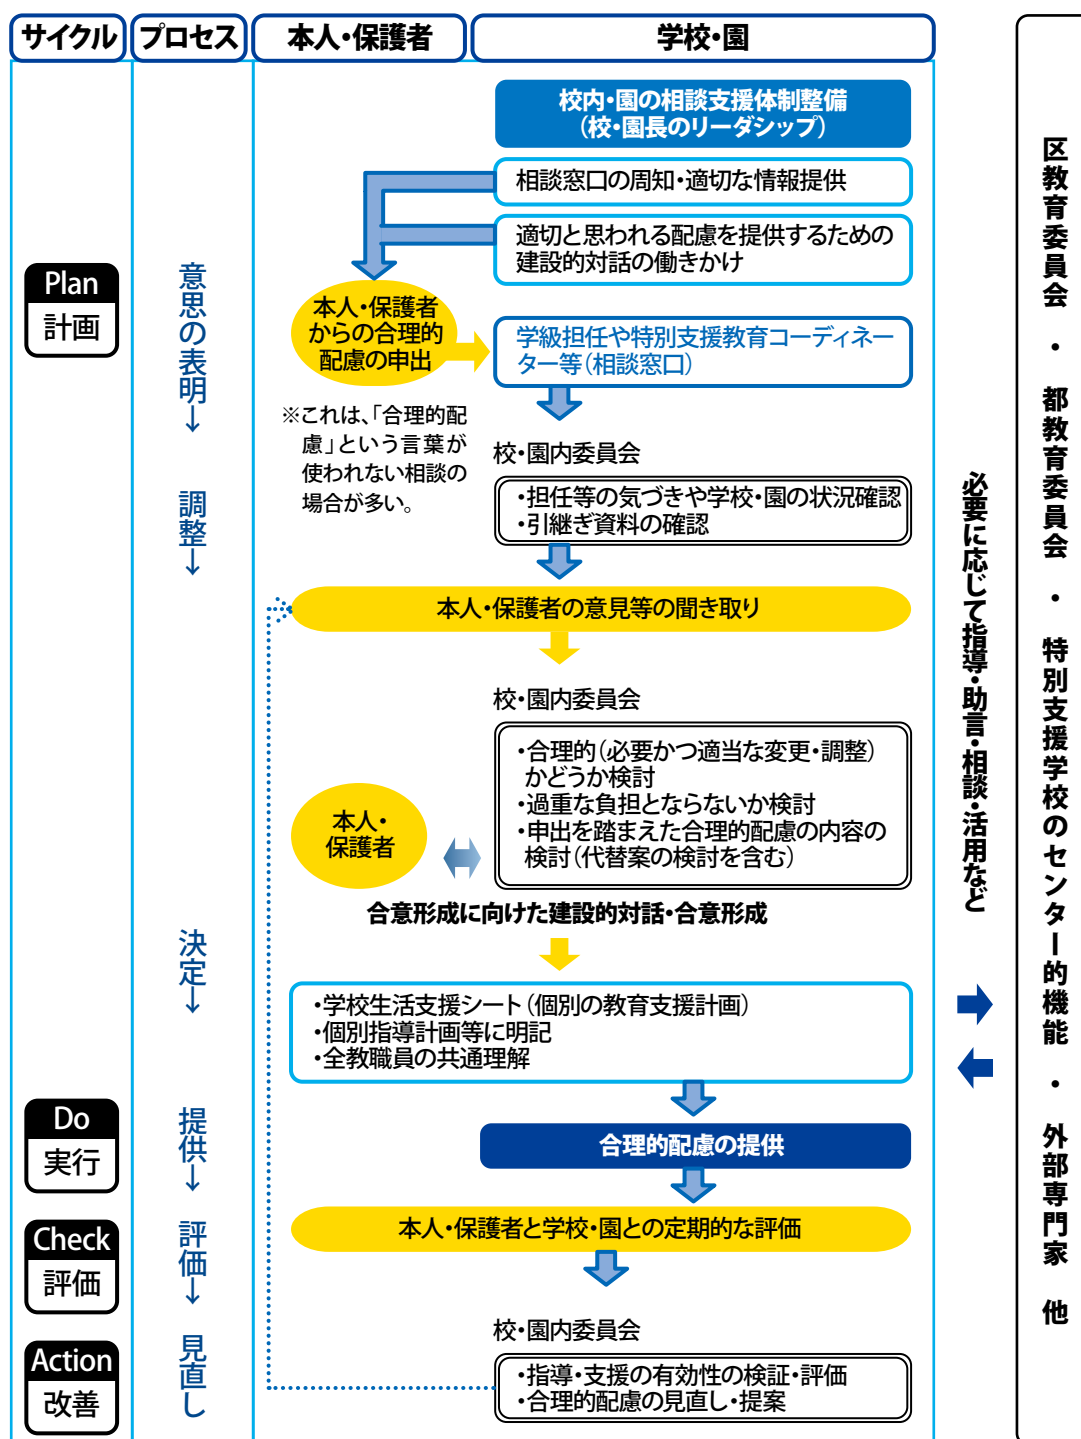 サイクル
プロセス
本人・保護者
学校・園
校内・園の相談支援体制整備
（校・園長のリーダシップ）
相談窓口の周知・適切な情報提供
適切と思われる配慮を提供するための
建設的対話の働きかけ
Plan
計画
意思の表明→
本人・保護者
からの合理的
配慮の申出
学級担任や特別支援教育コーディネー
ター等（相談窓口）
※これは、「合理的配
慮」という言葉が
使われない相談の
場合が多い。
校・園内委員会
調整→
・担任等の気づきや学校・園の状況確認
・引継ぎ資料の確認
本人・保護者の意見等の聞き取り
校・園内委員会
・合理的（必要かつ適当な変更・調整）
かどうか検討
・過重な負担とならないか検討
・申出を踏まえた合理的配慮の内容の
検討（代替案の検討を含む）
本人・
保護者
合意形成に向けた建設的対話・合意形成
決定→
・学校生活支援シート（個別の教育支援計画）
・個別指導計画等に明記
・全教職員の共通理解
Do
実行
提供→
合理的配慮の提供
Check
評価
評価→
本人・保護者と学校・園との定期的な評価
校・園内委員会
Action
改善
見直し
・指導・支援の有効性の検証・評価
・合理的配慮の見直し・提案
必要に応じて指導・助言・相談・活用など
区教育委員会　・　都教育委員会　・　特別支援学校のセンター的機能　・　外部専門家　他